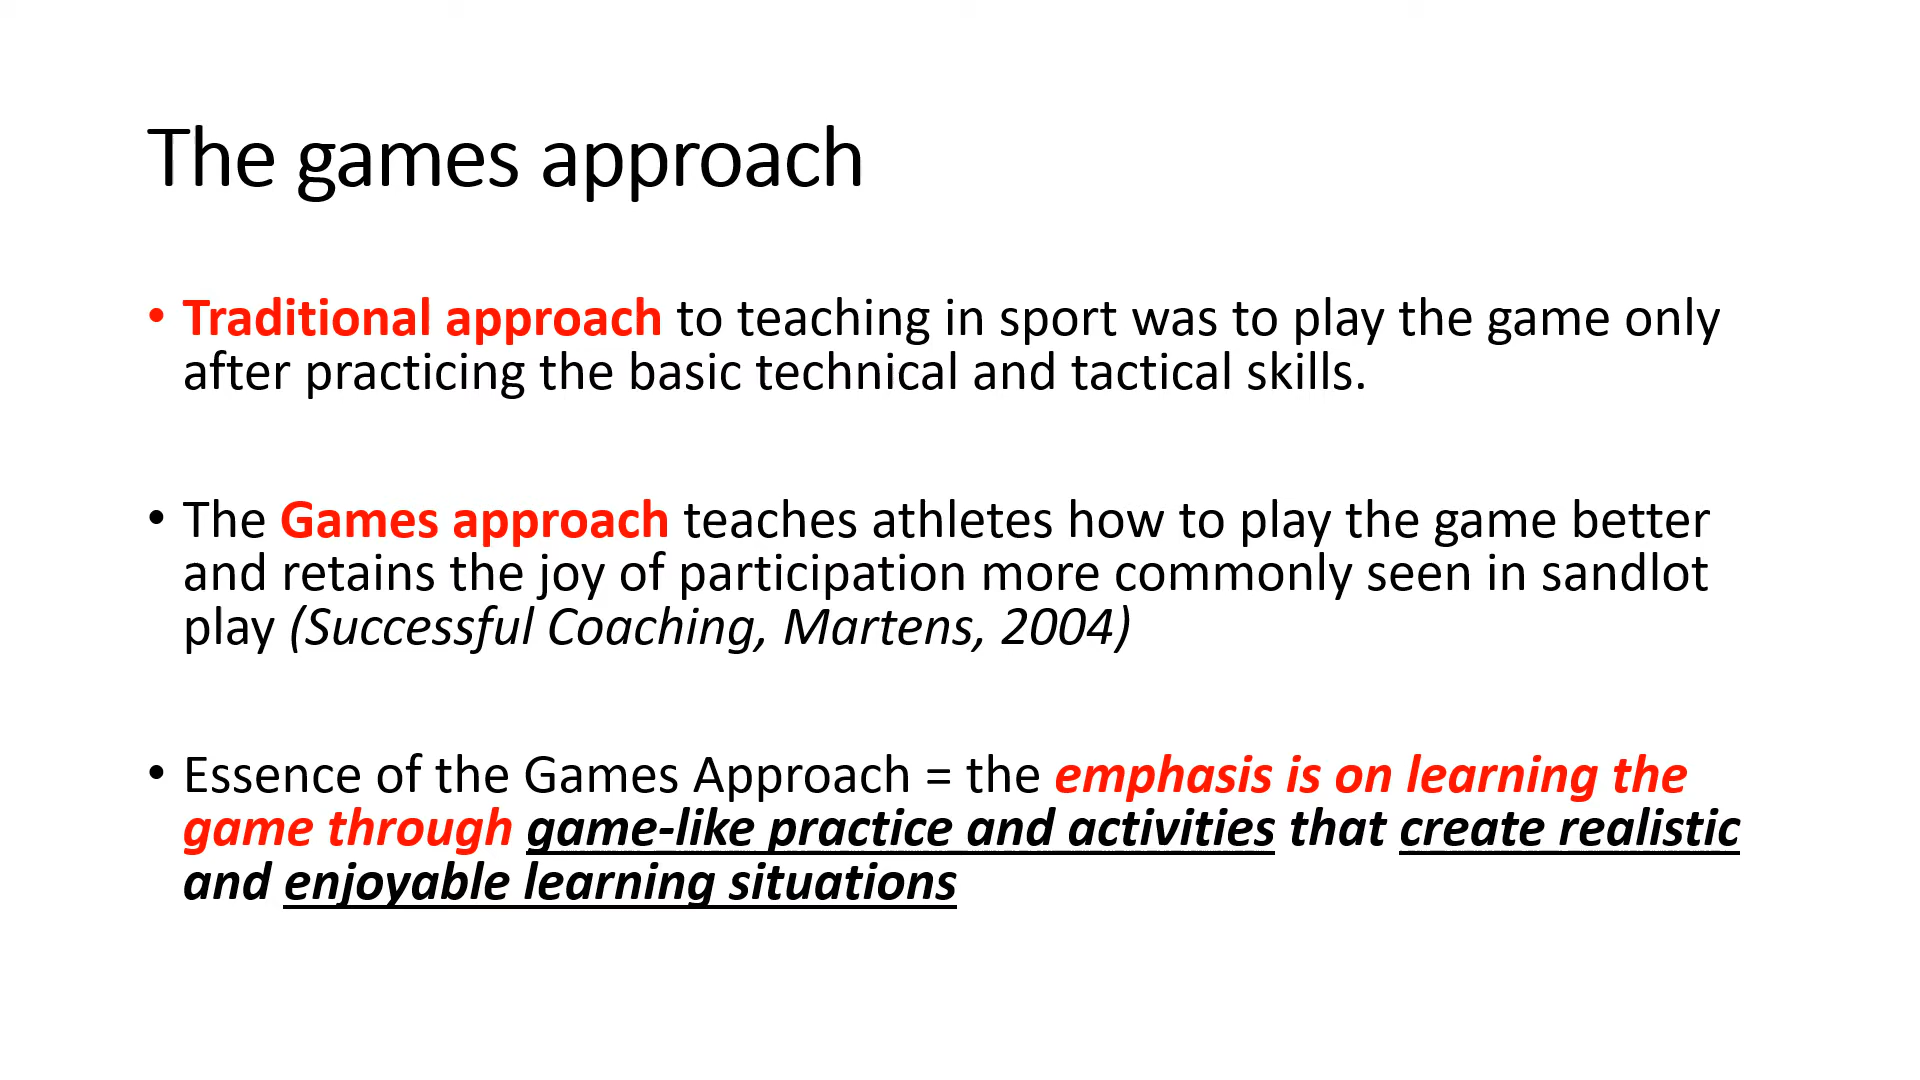 The games approach
• Traditional approach to teaching in sport was to play the game only
after practicing the basic technical and tactical skills.
• The Games approach teaches athletes how to play the game better
and retains the joy of participation more commonly seen in sandlot
play (Successful Coaching, Martens, 2004)
• Essence of the Games Approach = the emphasis is on learning the
game through game-like practice and activities that create realistic
and enjoyable learning situations